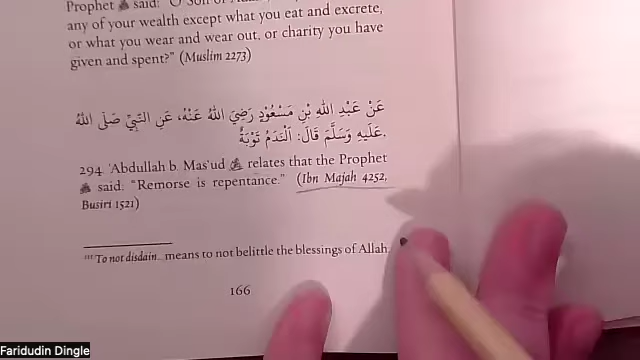 Prophet ﷺ said: "O Son of
any of your wealth except what you eat and excrete,
or what you wear and wear out, or charity you have
given and spent?" (Muslim 2273)
عَنْ عَبْدِ اللهِ بْنِ مَسْعُوْدٍ رَضِيَ اللهُ عَنْهُ، عَنِ النَّبِيِّ صَلَّى اللهُ
عَلَيْهِ وَسَلَّمَ قَالَ: اَلنَّدَمُ تَوْبَةٌ.
294. 'Abdullah b. Mas'ud relates that the Prophet
ﷺ said: "Remorse is repentance." (Ibn Majah 4252,
Busiri 1521)
To not disdain... means to not belittle the blessings of Allah.
166
Faridudin Dingle